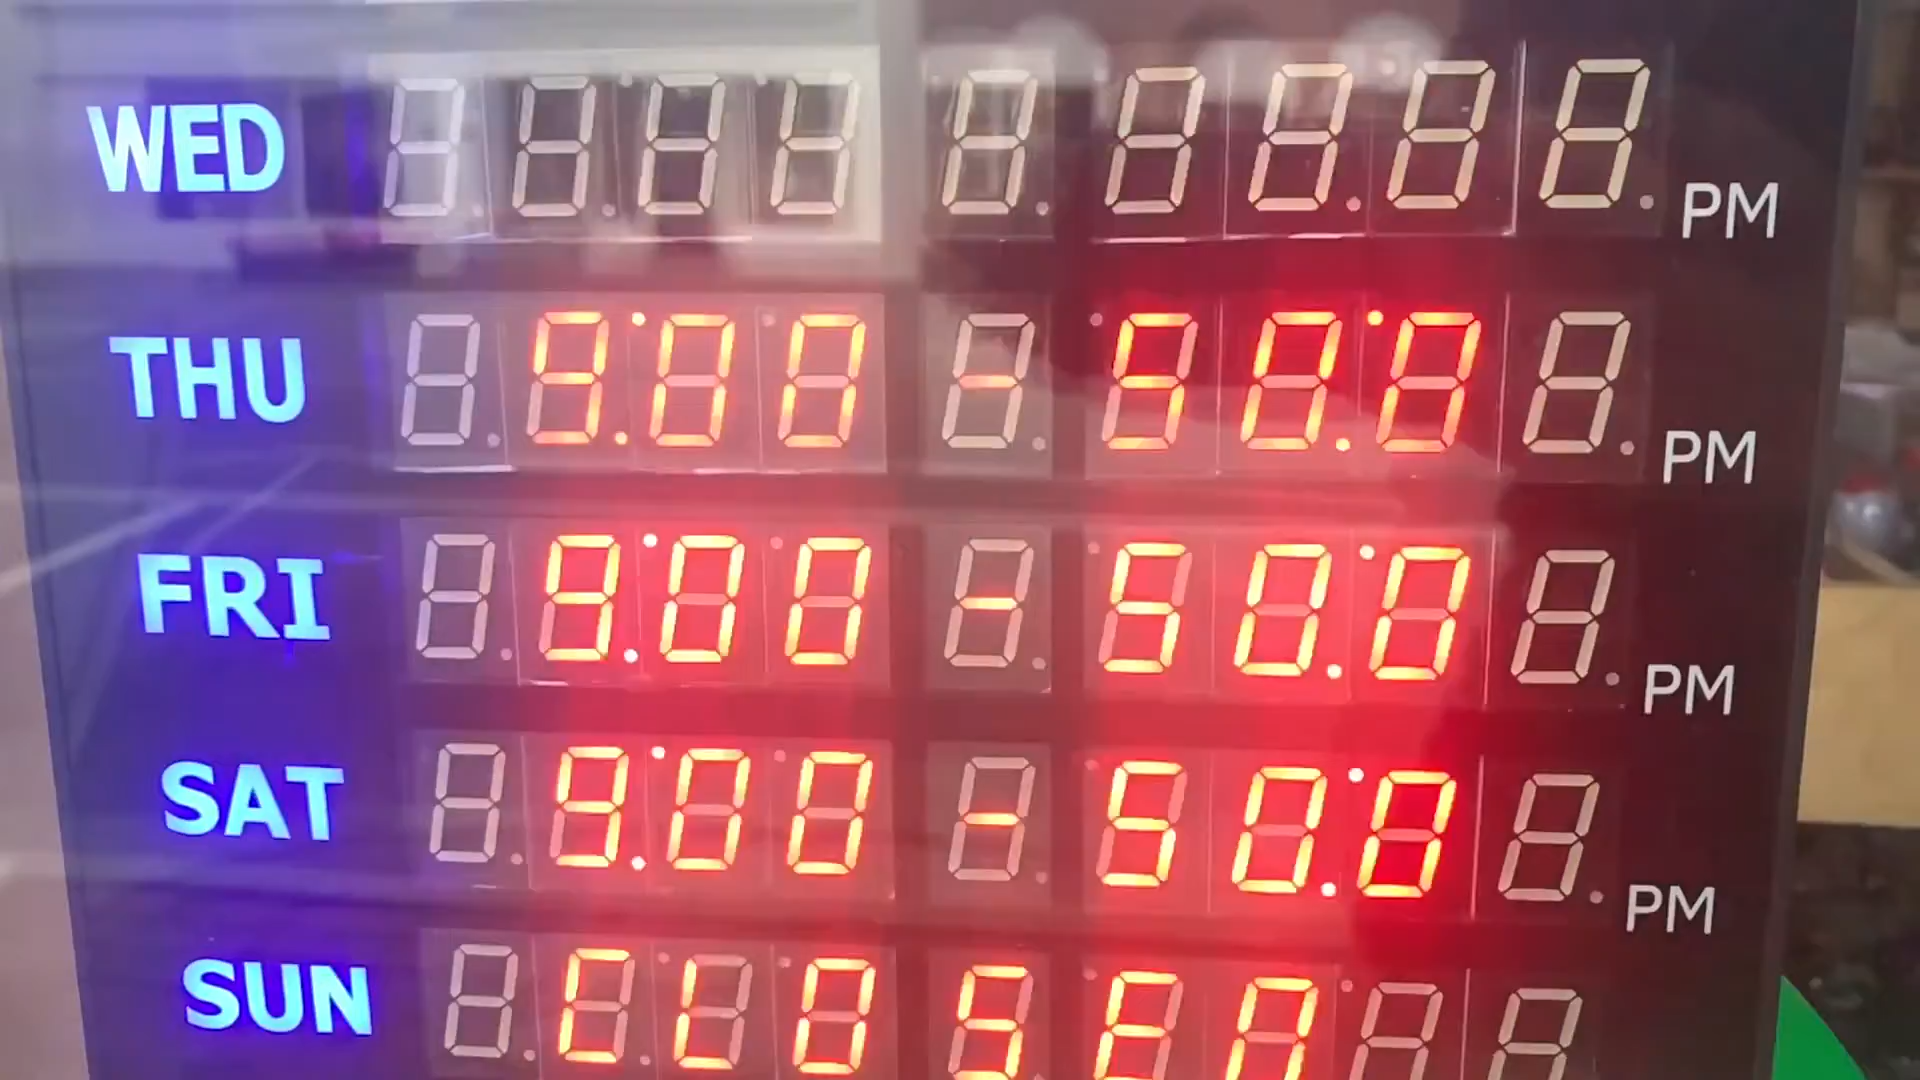 WED PM
THU 9:00 - 5:00 PM
FRI 9:00 - 5:00 PM
SAT 9:00 - 5:00 PM
SUN CLOSED